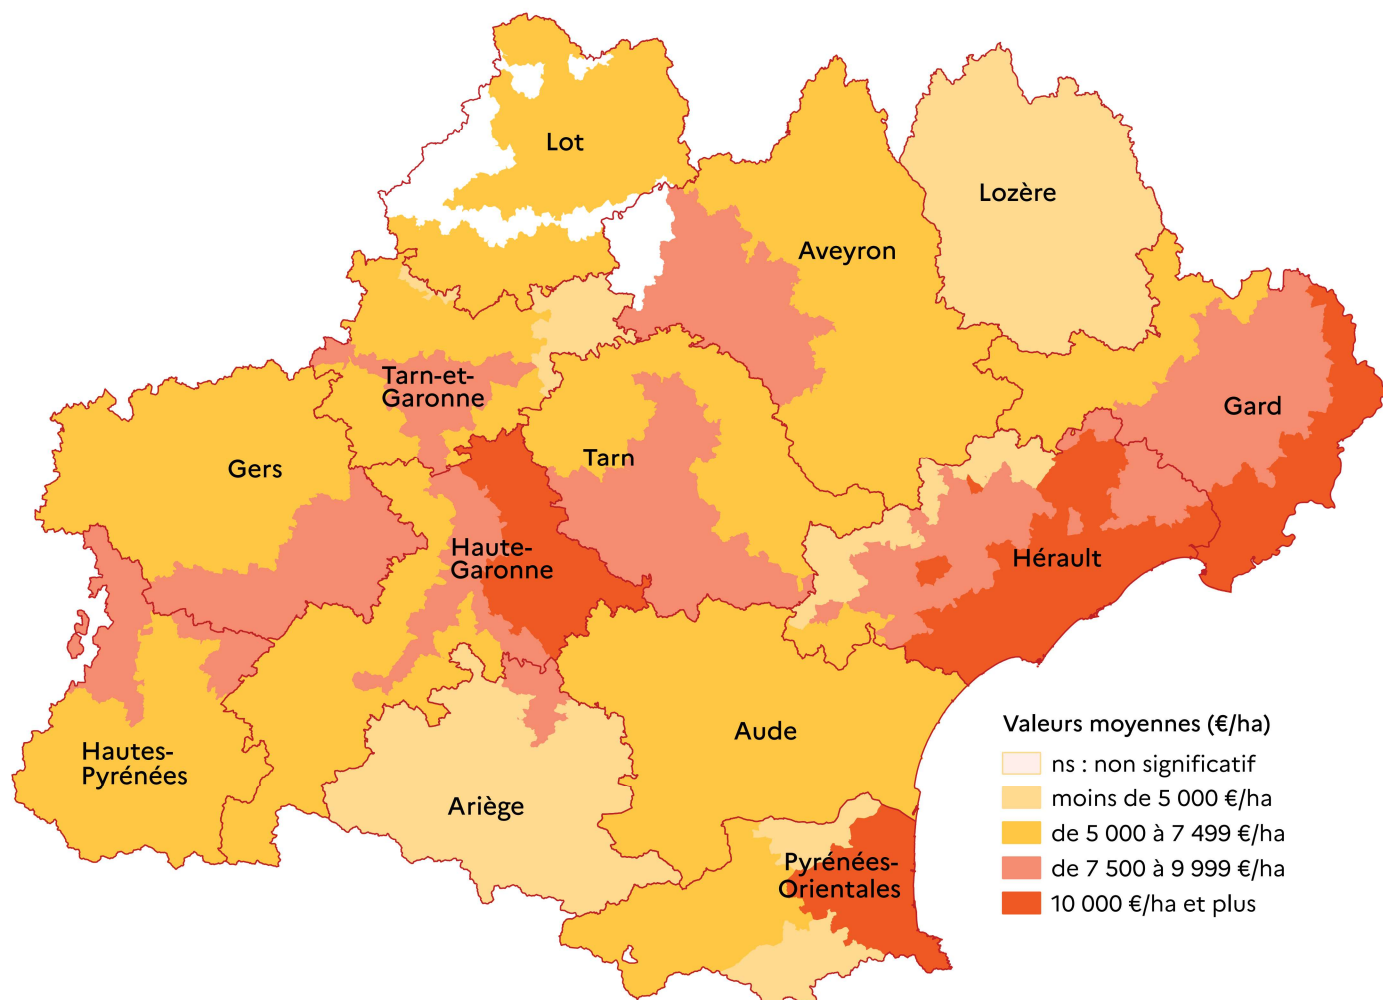 Lot
Lozère
Aveyron
Tarn-et-
Garonne
Gard
Gers
Tarn
Haute-
Garonne
Hérault
Hautes-
Pyrénées
Aude
Ariège
Pyrénées-
Orientales
Valeurs moyennes (€/ha)
ns : non significatif
moins de 5 000 €/ha
de 5 000 à 7 499 €/ha
de 7 500 à 9 999 €/ha
10 000 €/ha et plus